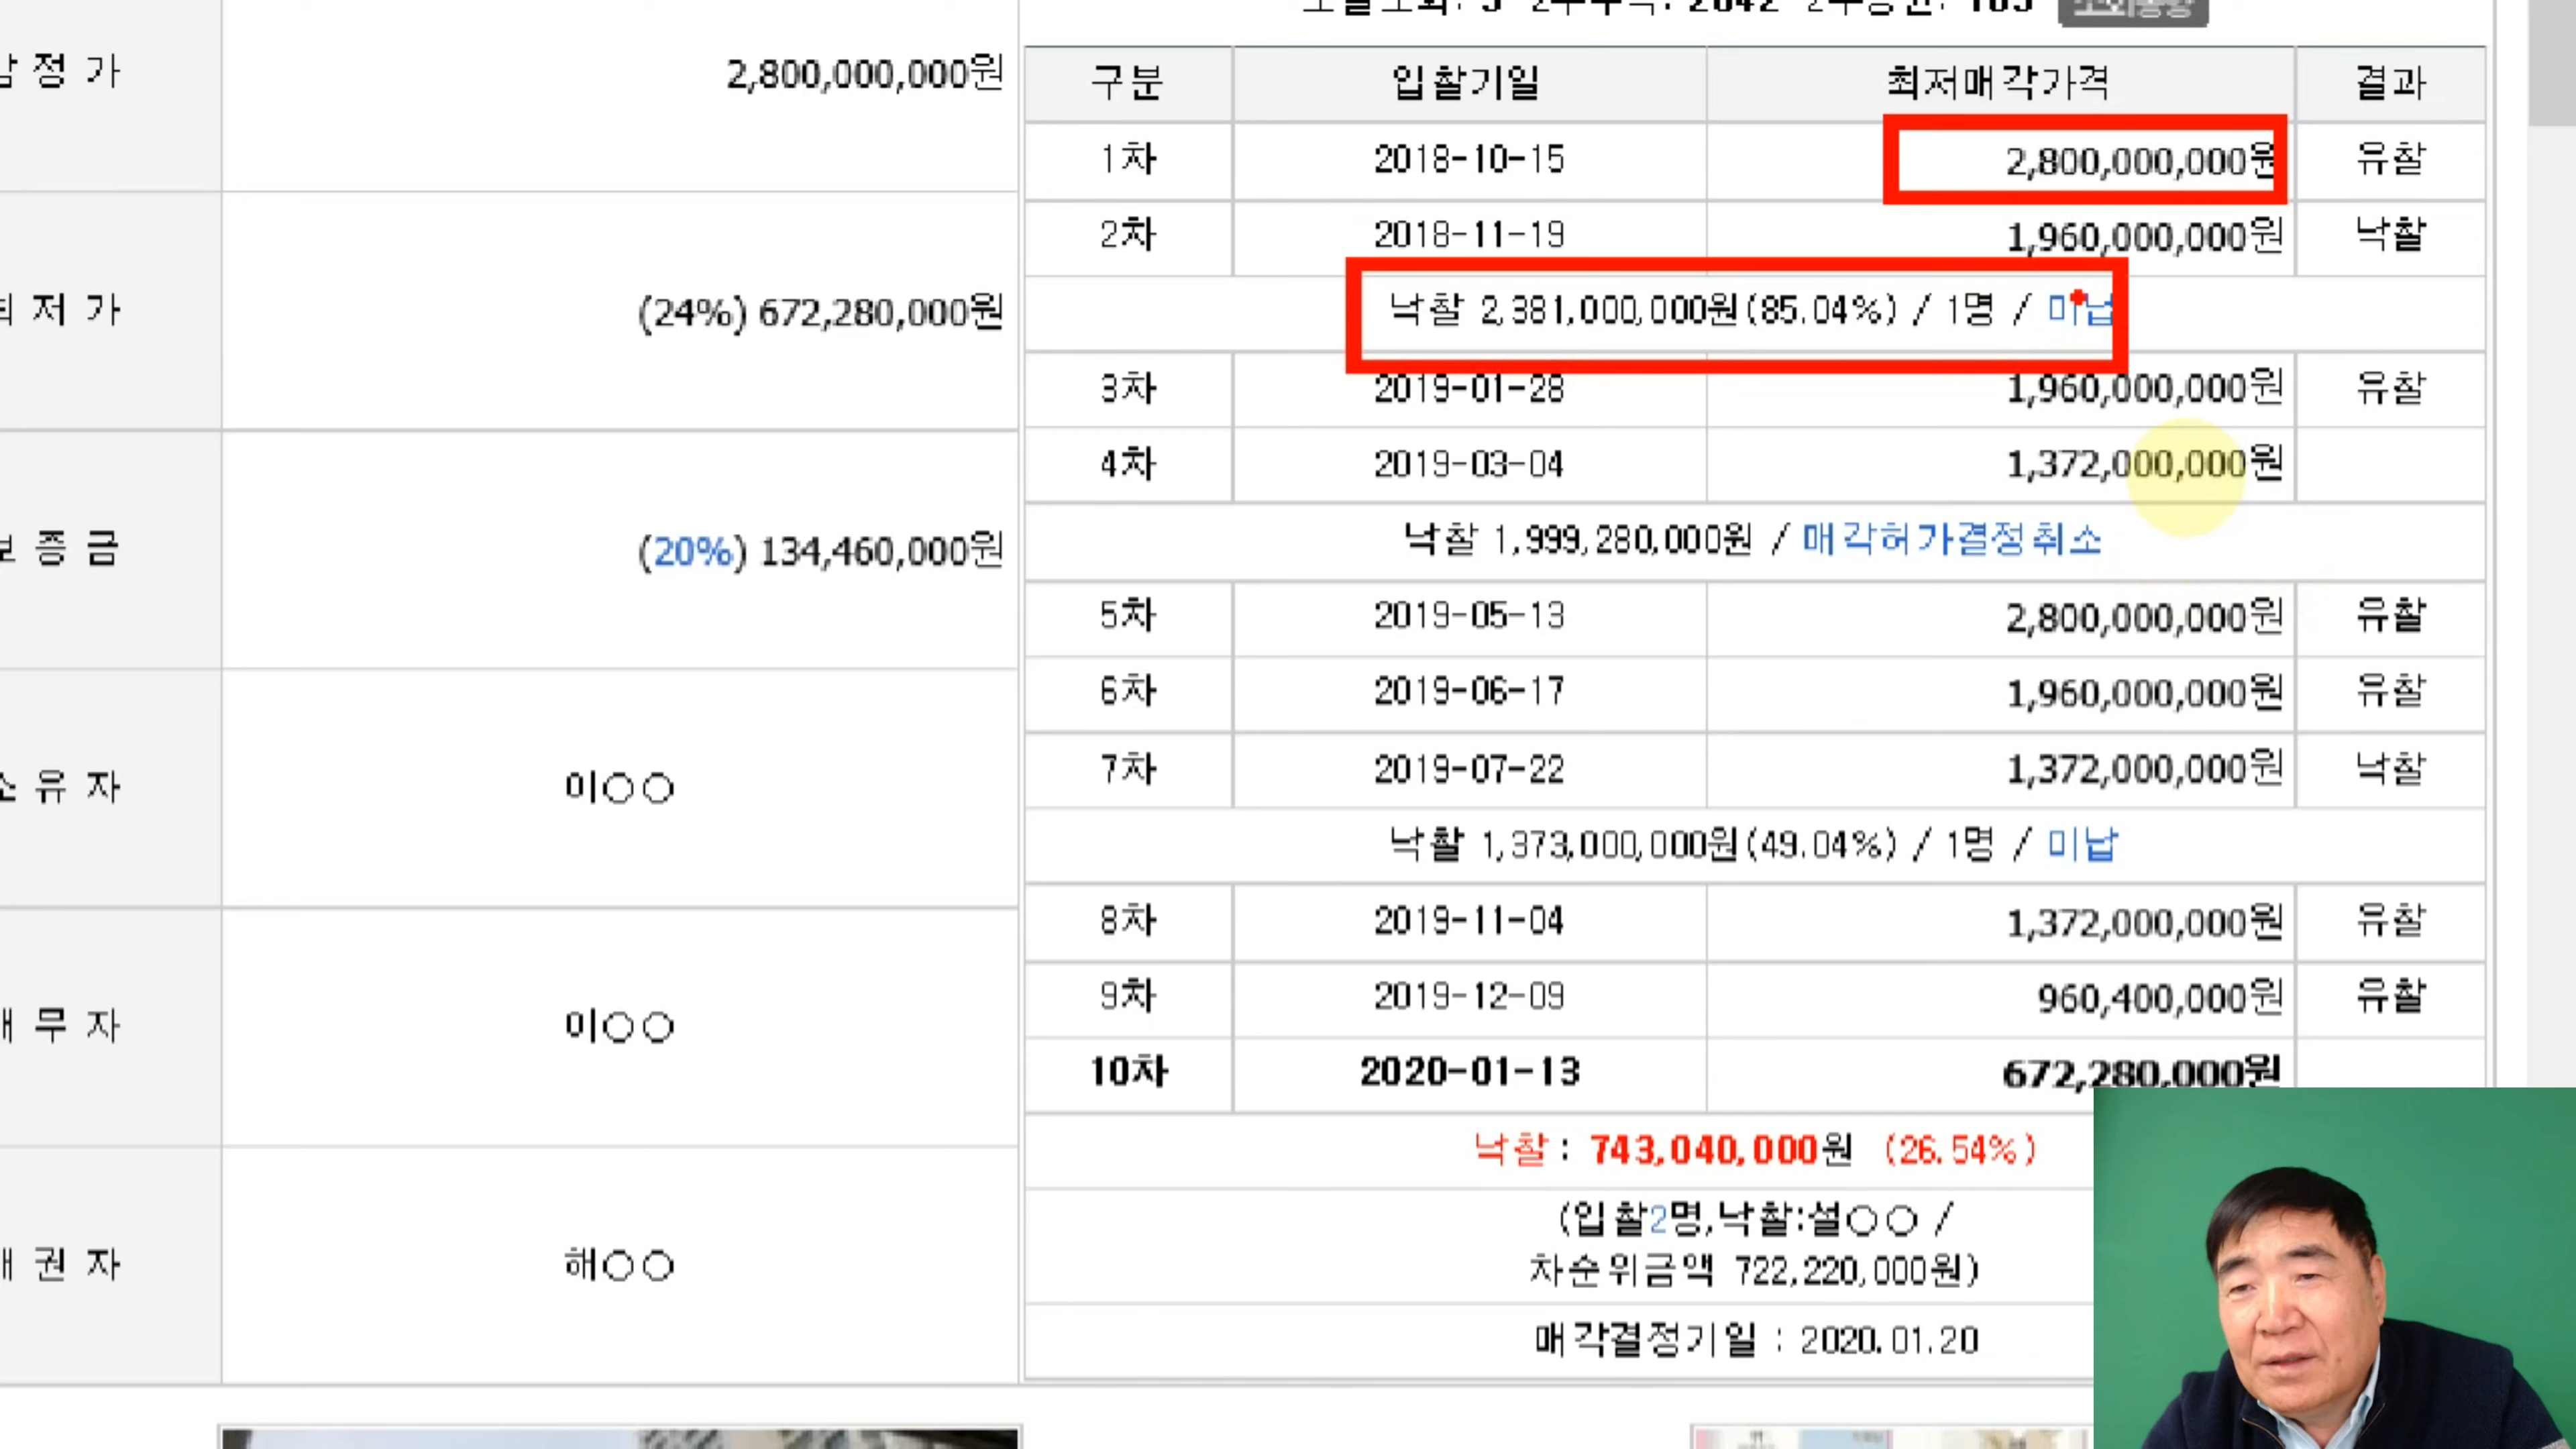 감 정 가 2,800,000,000원
최 저 가 (24%) 672,280,000원
보 증 금 (20%) 134,460,000원
소 유 자 이○○
채 무 자 이○○
채 권 자 해○○
구분 입찰기일 최저매각가격 결과
1차 2018-10-15 2,800,000,000원 유찰
2차 2018-11-19 1,960,000,000원 낙찰
낙찰 2,381,000,000원(85.04%) / 1명 / 미납
3차 2019-01-28 1,960,000,000원 유찰
4차 2019-03-04 1,372,000,000원
낙찰 1,999,280,000원 / 매각허가결정취소
5차 2019-05-13 2,800,000,000원 유찰
6차 2019-06-17 1,960,000,000원 유찰
7차 2019-07-22 1,372,000,000원 낙찰
낙찰 1,373,000,000원(49.04%) / 1명 / 미납
8차 2019-11-04 1,372,000,000원 유찰
9차 2019-12-09 960,400,000원 유찰
10차 2020-01-13 672,280,000원
낙찰 : 743,040,000원 (26.54%)
(입찰2명,낙찰:설○○ /
차순위금액 722,220,000원)
매각결정기일 : 2020.01.20